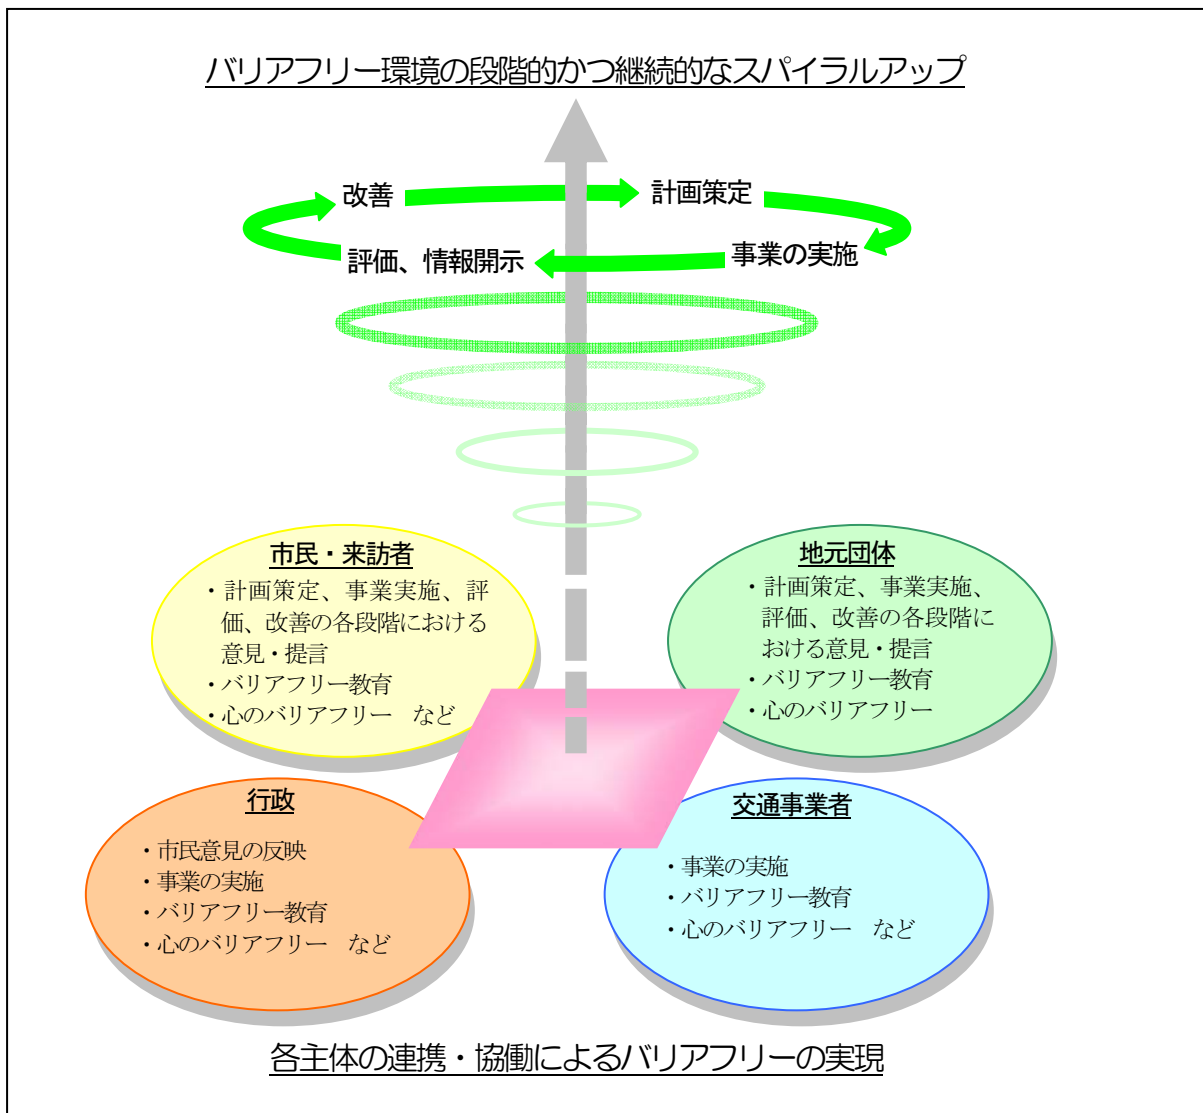 バリアフリー環境の段階的かつ継続的なスパイラルアップ
改善
計画策定
評価、情報開示
事業の実施
市民・来訪者
・計画策定、事業実施、評
価、改善の各段階における
意見・提言
・バリアフリー教育
・心のバリアフリー　など
地元団体
・計画策定、事業実施、
評価、改善の各段階に
おける意見・提言
・バリアフリー教育
・心のバリアフリー
行政
・市民意見の反映
・事業の実施
・バリアフリー教育
・心のバリアフリー　など
交通事業者
・事業の実施
・バリアフリー教育
・心のバリアフリー　など
各主体の連携・協働によるバリアフリーの実現